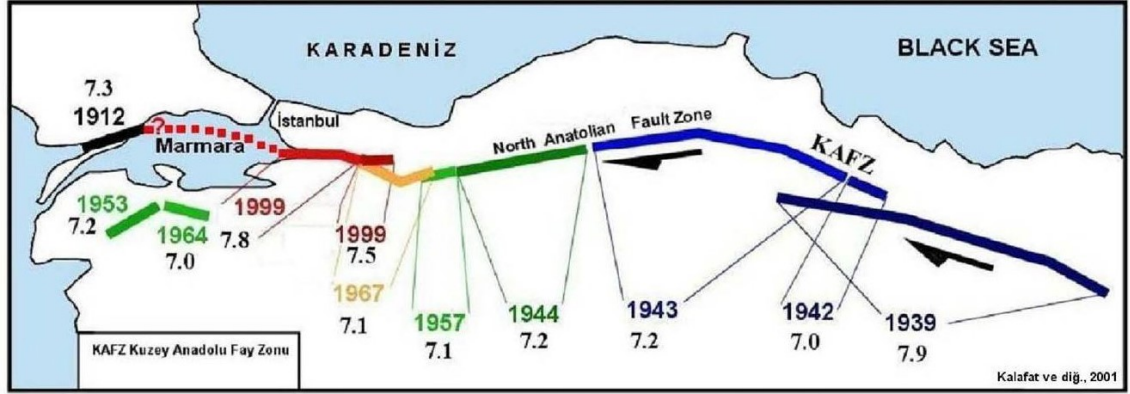 KARADENİZ
BLACK SEA
7.3
1912
?
Marmara
İstanbul
North Anatolian Fault Zone
KAFZ
1953
7.2
1964
7.0
1999
7.8
1999
7.5
1967
7.1
1957
7.1
1944
7.2
1943
7.2
1942
7.0
1939
7.9
KAFZ Kuzey Anadolu Fay Zonu
Kalafat ve diğ., 2001